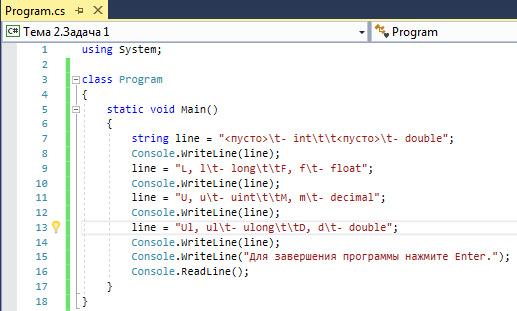 Program.cs
C# Тема 2.Задача 1 Program
1 using System;
2
3 class Program
4 {
5 static void Main()
6 {
7 string line = "<пусто>\t- int\t\t<пусто>\t- double";
8 Console.WriteLine(line);
9 line = "L, l\t- long\t\tF, f\t- float";
10 Console.WriteLine(line);
11 line = "U, u\t- uint\t\tM, m\t- decimal";
12 Console.WriteLine(line);
13 line = "Ul, ul\t- ulong\t\tD, d\t- double";
14 Console.WriteLine(line);
15 Console.WriteLine("Для завершения программы нажмите Enter.");
16 Console.ReadLine();
17 }
18 }